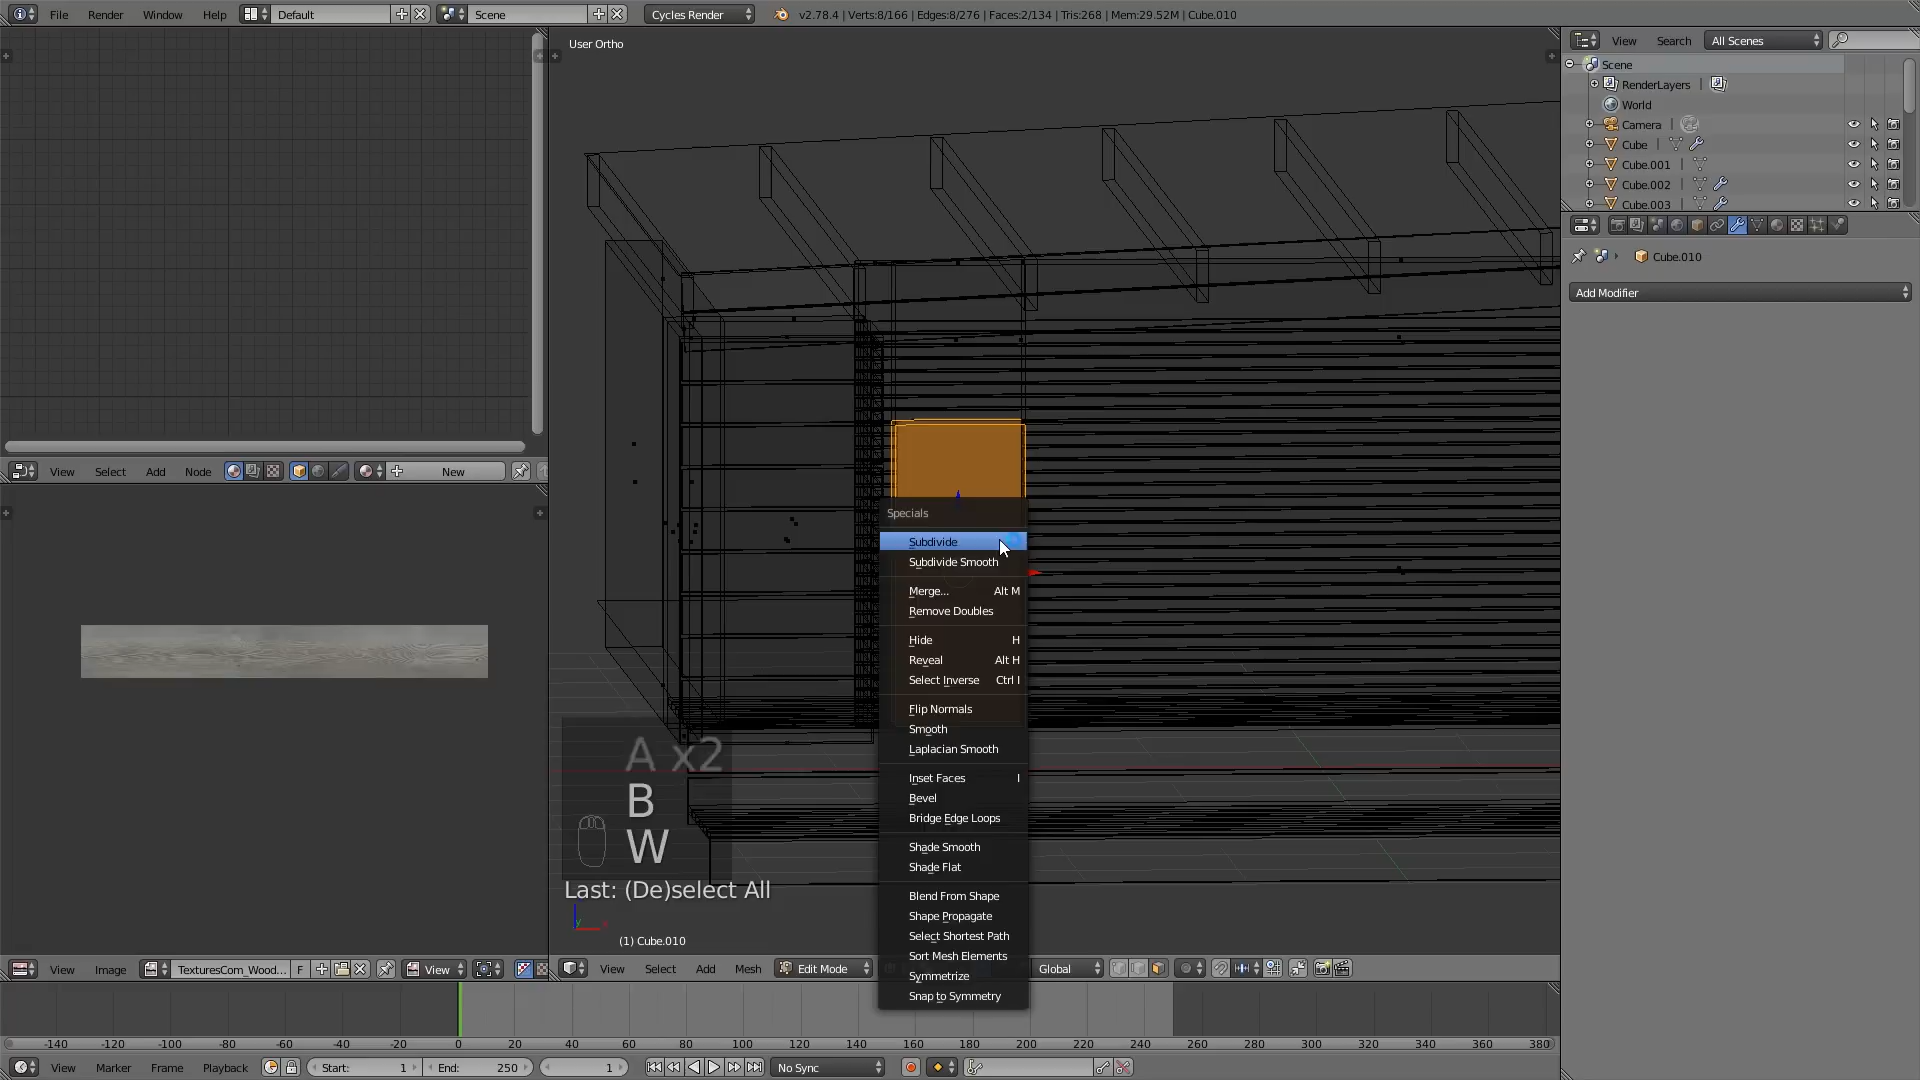 File Render Window Help Default Scene Cycles Render v2.78.4 | Verts:8/166 | Edges:8/276 | Faces:2/134 | Tris:268 | Mem:29.52M | Cube.010
User Ortho
View Search All Scenes
Scene
RenderLayers
World
Camera
Cube
Cube.001
Cube.002
Cube.003
Cube.010
Add Modifier
View Select Add Node New
Specials
Subdivide
Subdivide Smooth
Merge... Alt M
Remove Doubles
Hide H
Reveal Alt H
Select Inverse Ctrl I
Flip Normals
Smooth
Laplacian Smooth
Inset Faces I
Bevel
Bridge Edge Loops
Shade Smooth
Shade Flat
Blend From Shape
Shape Propagate
Select Shortest Path
Sort Mesh Elements
Symmetrize
Snap to Symmetry
A x2
B
W
Last: (De)select All
(1) Cube.010
View Image TexturesCom_Wood... F View
View Select Add Mesh Edit Mode Global
-140 -120 -100 -80 -60 -40 -20 0 20 40 60 80 100 120 140 160 180 200 220 240 260 280 300 320 340 360 380
View Marker Frame Playback Start: 1 End: 250 1 No Sync